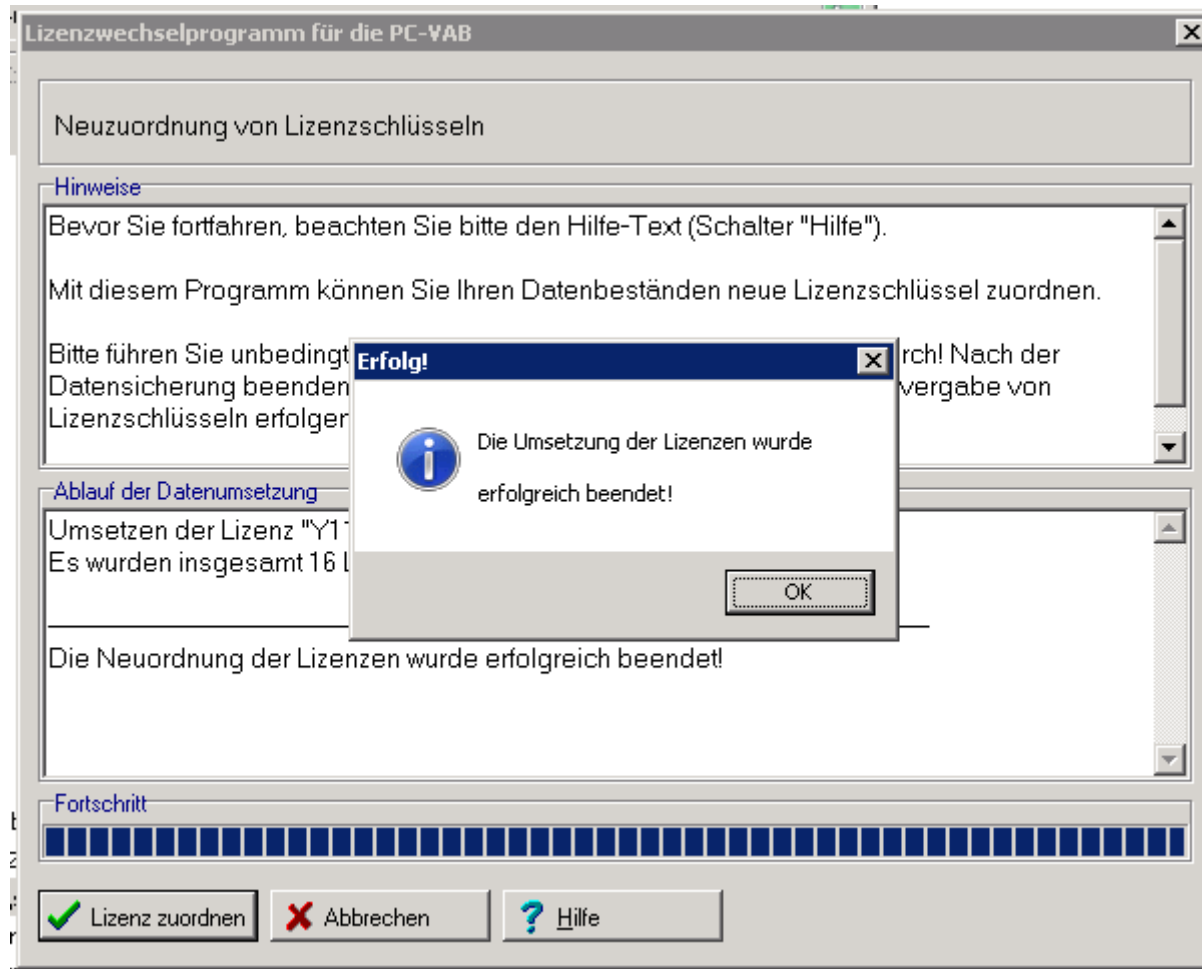 Lizenzwechselprogramm für die PC-VAB
Neuzuordnung von Lizenzschlüsseln
Hinweise
Bevor Sie fortfahren, beachten Sie bitte den Hilfe-Text (Schalter "Hilfe").
Mit diesem Programm können Sie Ihren Datenbeständen neue Lizenzschlüssel zuordnen.
Bitte führen Sie unbedingt rch! Nach der
Datensicherung beenden vergabe von
Lizenzschlüsseln erfolgen
Erfolg!
Die Umsetzung der Lizenzen wurde
erfolgreich beendet!
OK
Ablauf der Datenumsetzung
Umsetzen der Lizenz "Y1
Es wurden insgesamt 16
Die Neuordnung der Lizenzen wurde erfolgreich beendet!
Fortschritt
Lizenz zuordnen
Abbrechen
Hilfe